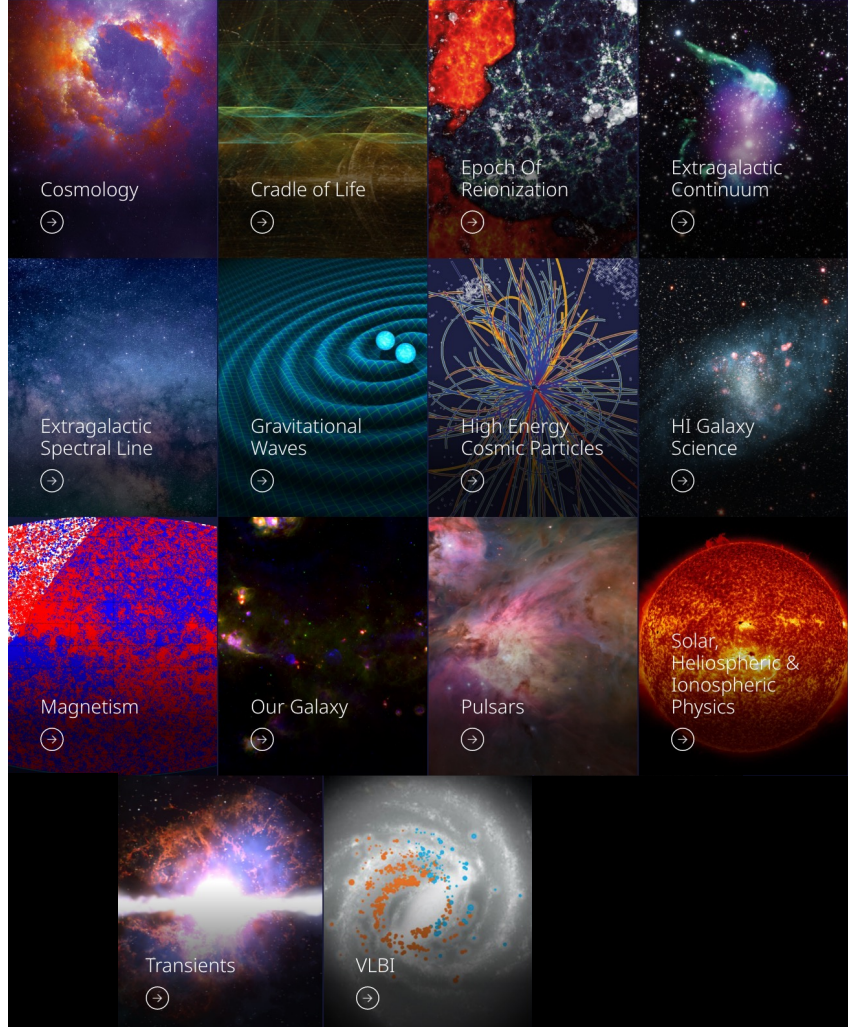 Cosmology
Cradle of Life
Epoch Of
Reionization
Extragalactic
Continuum
Extragalactic
Spectral Line
Gravitational
Waves
High Energy
Cosmic Particles
HI Galaxy
Science
Magnetism
Our Galaxy
Pulsars
Solar,
Heliospheric &
Ionospheric
Physics
Transients
VLBI